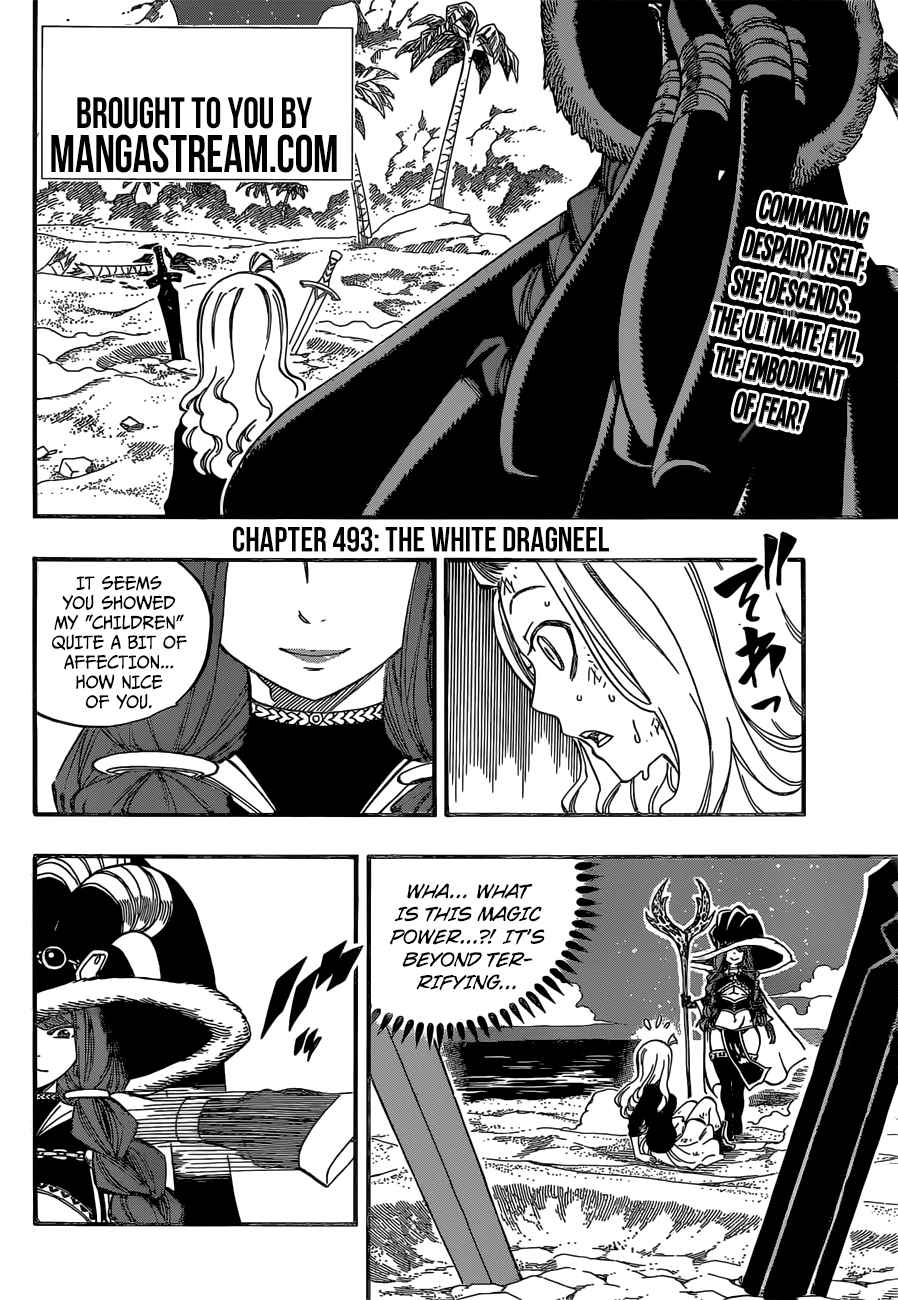 BROUGHT TO YOU BY
MANGASTREAM.COM
COMMANDING
DESPAIR ITSELF,
SHE DESCENDS...
THE ULTIMATE EVIL,
THE EMBODIMENT
OF FEAR!
CHAPTER 493: THE WHITE DRAGNEEL
IT SEEMS
YOU SHOWED
MY "CHILDREN"
QUITE A BIT OF
AFFECTION...
HOW NICE
OF YOU.
WHA... WHAT
IS THIS MAGIC
POWER...?! IT'S
BEYOND TER-
RIFYING...